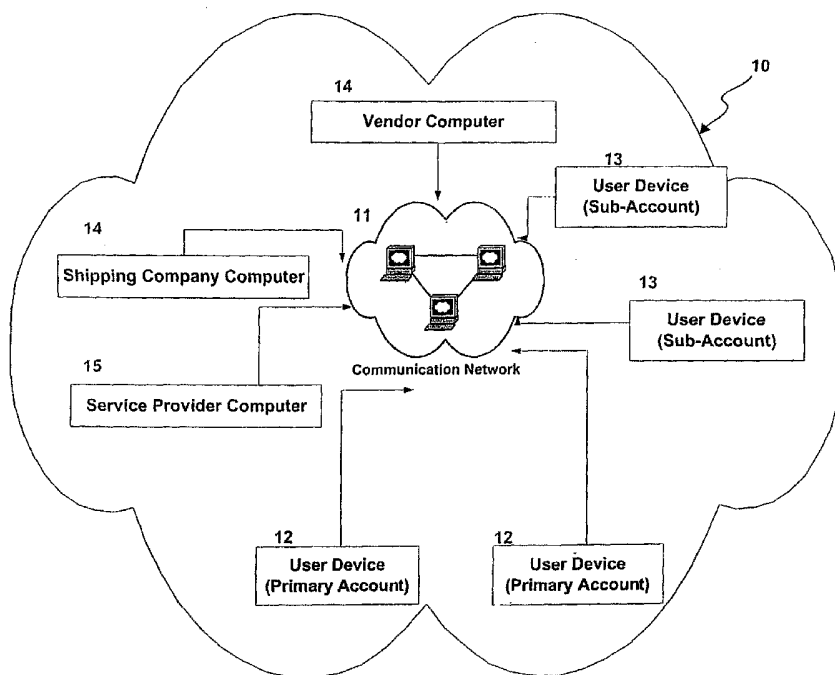 10
14
Vendor Computer
13
User Device
(Sub-Account)
11
14
Shipping Company Computer
13
User Device
(Sub-Account)
Communication Network
15
Service Provider Computer
12
User Device
(Primary Account)
12
User Device
(Primary Account)